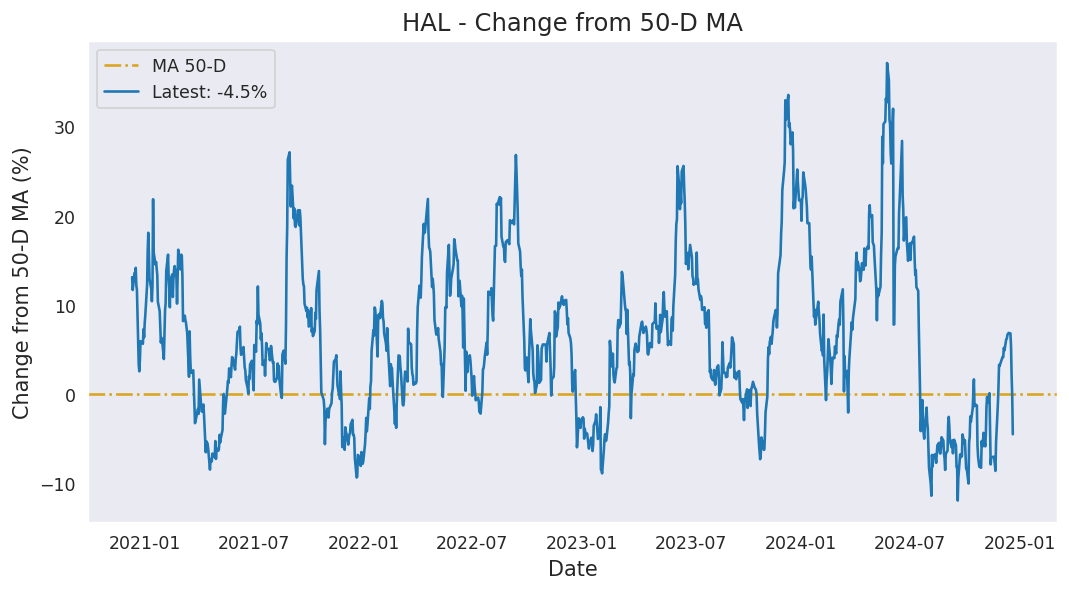 HAL - Change from 50-D MA
MA 50-D
Latest: -4.5%
Change from 50-D MA (%)
30
20
10
0
−10
2021-01 2021-07 2022-01 2022-07 2023-01 2023-07 2024-01 2024-07 2025-01
Date